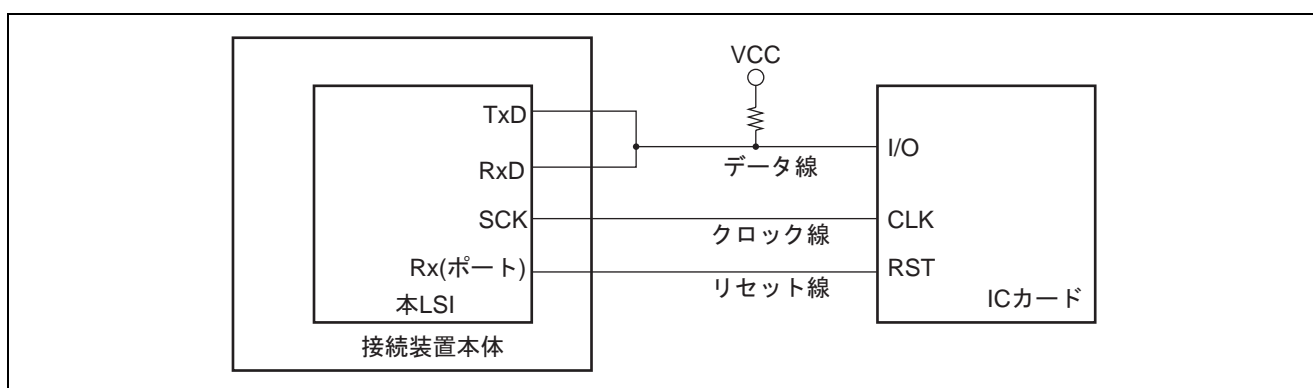 VCC
TxD
I/O
データ線
RxD
SCK
CLK
クロック線
Rx(ポート)
RST
リセット線
本LSI
ICカード
接続装置本体